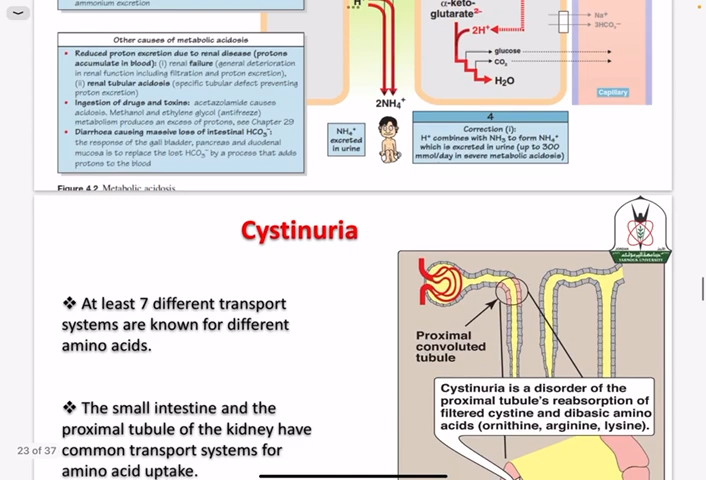 ammonium excretion
Other causes of metabolic acidosis
• Reduced proton excretion due to renal disease (protons
accumulate in blood): (i) renal failure (general deterioration
in renal function including filtration and proton excretion),
(ii) renal tubular acidosis (specific tubular defect preventing
proton excretion)
• Ingestion of drugs and toxins: acetazolamide causes
acidosis. Methanol and ethylene glycol (antifreeze)
metabolism produces an excess of protons, see Chapter 29
• Diarrhoea causing massive loss of intestinal HCO₃⁻:
the response of the gall bladder, pancreas and duodenal
mucosa is to replace the lost HCO₃⁻ by a process that adds
protons to the blood
H⁺
α-keto-
glutarate²⁻
2H⁺
glucose
CO₂
H₂O
2NH₄⁺
NH₄⁺
excreted
in urine
4
Correction (i):
H⁺ combines with NH₃ to form NH₄⁺
which is excreted in urine (up to 300
mmol/day in severe metabolic acidosis)
Na⁺
3HCO₃⁻
Capillary
Figure 4.2 Metabolic acidosis
Cystinuria
YARMOUK UNIVERSITY
❖ At least 7 different transport
systems are known for different
amino acids.
❖ The small intestine and the
proximal tubule of the kidney have
common transport systems for
amino acid uptake.
Proximal
convoluted
tubule
Cystinuria is a disorder of the
proximal tubule's reabsorption of
filtered cystine and dibasic amino
acids (ornithine, arginine, lysine).
23 of 37